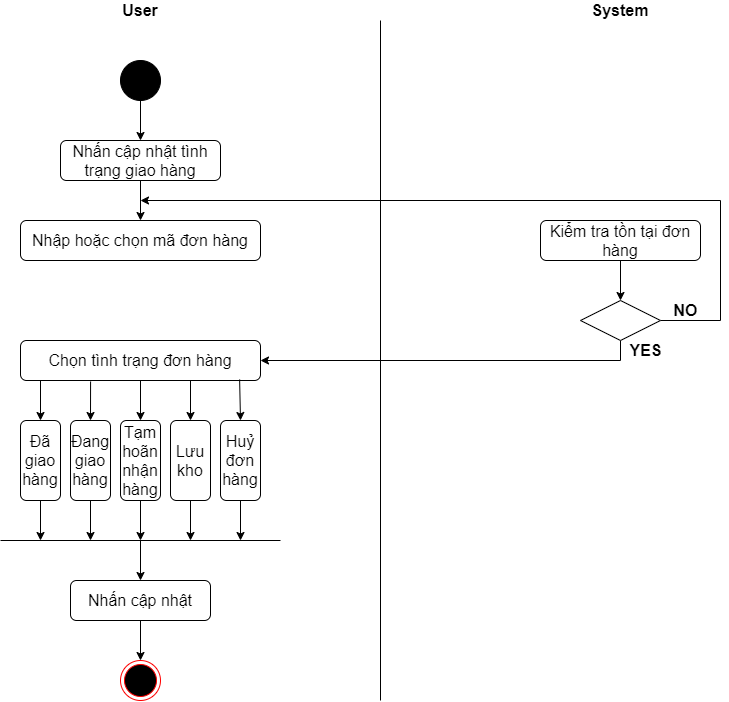 User
System
Nhấn cập nhật tình
trạng giao hàng
Nhập hoặc chọn mã đơn hàng
Kiểm tra tồn tại đơn
hàng
NO
YES
Chọn tình trạng đơn hàng
Đã
giao
hàng
Đang
giao
hàng
Tạm
hoãn
nhận
hàng
Lưu
kho
Huỷ
đơn
hàng
Nhấn cập nhật